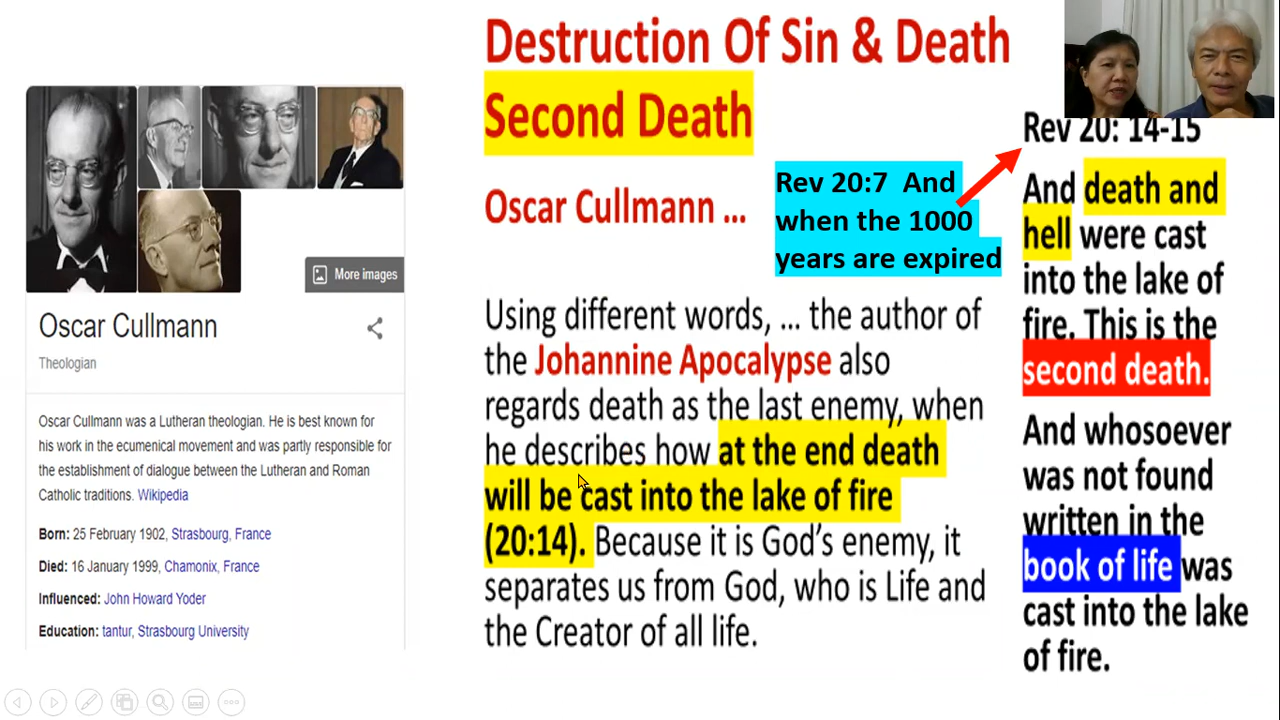 More images
Oscar Cullmann
Theologian
Oscar Cullmann was a Lutheran theologian. He is best known for
his work in the ecumenical movement and was partly responsible for
the establishment of dialogue between the Lutheran and Roman
Catholic traditions. Wikipedia
Born: 25 February 1902, Strasbourg, France
Died: 16 January 1999, Chamonix, France
Influenced: John Howard Yoder
Education: tantur, Strasbourg University
Destruction Of Sin & Death
Second Death
Oscar Cullmann ...
Rev 20:7 And
when the 1000
years are expired
Using different words, ... the author of
the Johannine Apocalypse also
regards death as the last enemy, when
he describes how at the end death
will be cast into the lake of fire
(20:14). Because it is God's enemy, it
separates us from God, who is Life and
the Creator of all life.
Rev 20: 14-15
And death and
hell were cast
into the lake of
fire. This is the
second death.
And whosoever
was not found
written in the
book of life was
cast into the lake
of fire.